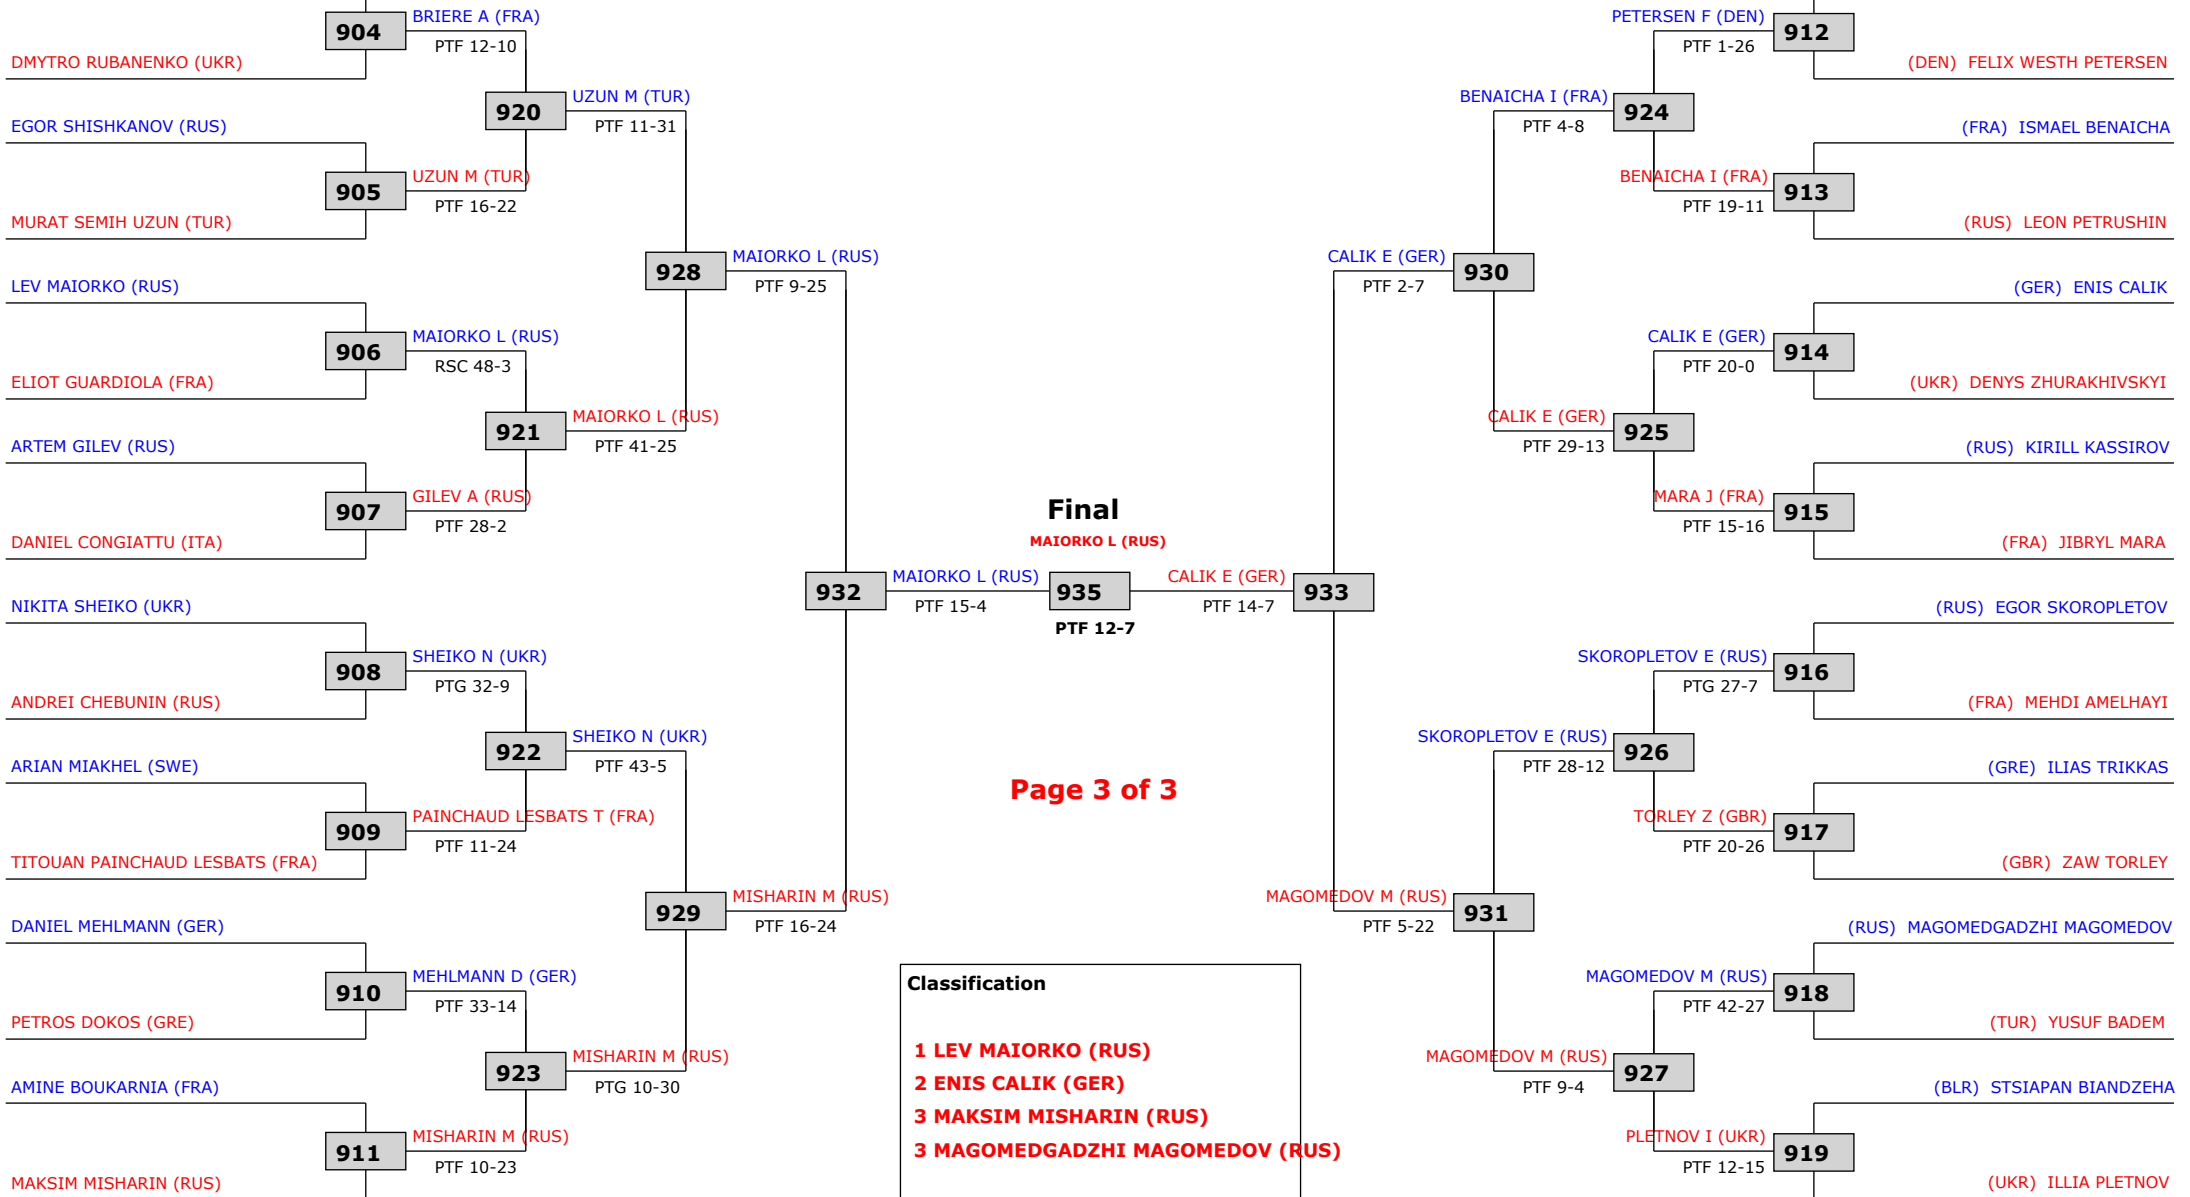 904
BRIERE A (FRA)
PTF 12-10
DMYTRO RUBANENKO (UKR)
920
UZUN M (TUR)
PTF 11-31
EGOR SHISHKANOV (RUS)
905
UZUN M (TUR)
PTF 16-22
MURAT SEMIH UZUN (TUR)
928
MAIORKO L (RUS)
PTF 9-25
LEV MAIORKO (RUS)
906
MAIORKO L (RUS)
RSC 48-3
ELIOT GUARDIOLA (FRA)
921
MAIORKO L (RUS)
PTF 41-25
ARTEM GILEV (RUS)
907
GILEV A (RUS)
PTF 28-2
DANIEL CONGIATTU (ITA)
932
MAIORKO L (RUS)
PTF 15-4
NIKITA SHEIKO (UKR)
908
SHEIKO N (UKR)
PTG 32-9
ANDREI CHEBUNIN (RUS)
922
SHEIKO N (UKR)
PTF 43-5
ARIAN MIAKHEL (SWE)
909
PAINCHAUD LESBATS T (FRA)
PTF 11-24
TITOUAN PAINCHAUD LESBATS (FRA)
929
MISHARIN M (RUS)
PTF 16-24
DANIEL MEHLMANN (GER)
910
MEHLMANN D (GER)
PTF 33-14
PETROS DOKOS (GRE)
923
MISHARIN M (RUS)
PTG 10-30
AMINE BOUKARNIA (FRA)
911
MISHARIN M (RUS)
PTF 10-23
MAKSIM MISHARIN (RUS)
Final
MAIORKO L (RUS)
935
PTF 12-7
Page 3 of 3
Classification
1 LEV MAIORKO (RUS)
2 ENIS CALIK (GER)
3 MAKSIM MISHARIN (RUS)
3 MAGOMEDGADZHI MAGOMEDOV (RUS)
PETERSEN F (DEN)
PTF 1-26
912
(DEN) FELIX WESTH PETERSEN
BENAICHA I (FRA)
PTF 4-8
924
(FRA) ISMAEL BENAICHA
BENAICHA I (FRA)
PTF 19-11
913
(RUS) LEON PETRUSHIN
CALIK E (GER)
PTF 2-7
930
(GER) ENIS CALIK
CALIK E (GER)
PTF 20-0
914
(UKR) DENYS ZHURAKHIVSKYI
CALIK E (GER)
PTF 29-13
925
(RUS) KIRILL KASSIROV
MARA J (FRA)
PTF 15-16
915
(FRA) JIBRYL MARA
CALIK E (GER)
PTF 14-7
933
(RUS) EGOR SKOROPLETOV
SKOROPLETOV E (RUS)
PTG 27-7
916
(FRA) MEHDI AMELHAYI
SKOROPLETOV E (RUS)
PTF 28-12
926
(GRE) ILIAS TRIKKAS
TORLEY Z (GBR)
PTF 20-26
917
(GBR) ZAW TORLEY
MAGOMEDOV M (RUS)
PTF 5-22
931
(RUS) MAGOMEDGADZHI MAGOMEDOV
MAGOMEDOV M (RUS)
PTF 42-27
918
(TUR) YUSUF BADEM
MAGOMEDOV M (RUS)
PTF 9-4
927
(BLR) STSIAPAN BIANDZEHA
PLETNOV I (UKR)
PTF 12-15
919
(UKR) ILLIA PLETNOV